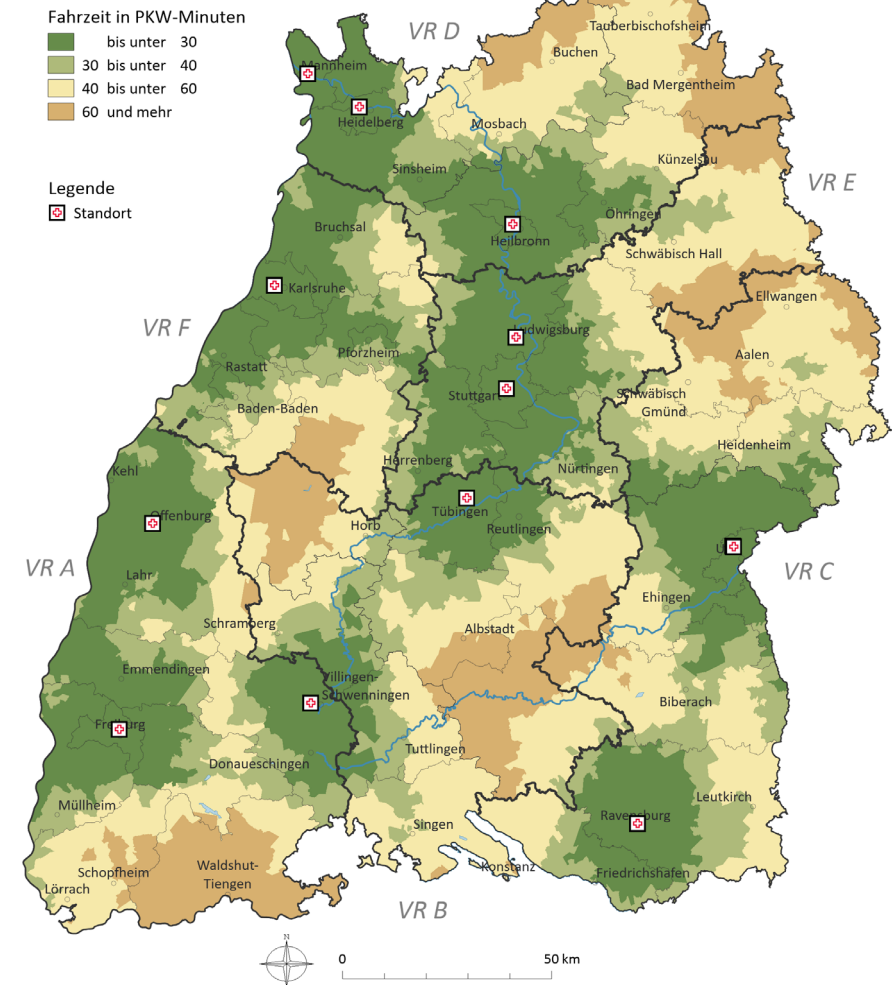 Fahrzeit in PKW-Minuten
bis unter 30
30 bis unter 40
40 bis unter 60
60 und mehr
Legende
Standort
VR D
Tauberbischofsheim
Buchen
Mannheim
Bad Mergentheim
Heidelberg
Mosbach
Künzelsau
Sinsheim
VR E
Öhringen
Bruchsal
Heilbronn
Schwäbisch Hall
Karlsruhe
Ellwangen
VR F
Ludwigsburg
Pforzheim
Aalen
Rastatt
Stuttgart
Schwäbisch
Gmünd
Baden-Baden
Heidenheim
Herrenberg
Kehl
Nürtingen
Tübingen
Offenburg
Horb
Reutlingen
VR A
Lahr
VR C
Ehingen
Schramberg
Albstadt
Emmendingen
Villingen-
Schwenningen
Biberach
Freiburg
Tuttlingen
Donaueschingen
Müllheim
Leutkirch
Ravensburg
Singen
Schopfheim
Waldshut-
Tiengen
Konstanz
Friedrichshafen
Lörrach
VR B
N
0
50 km